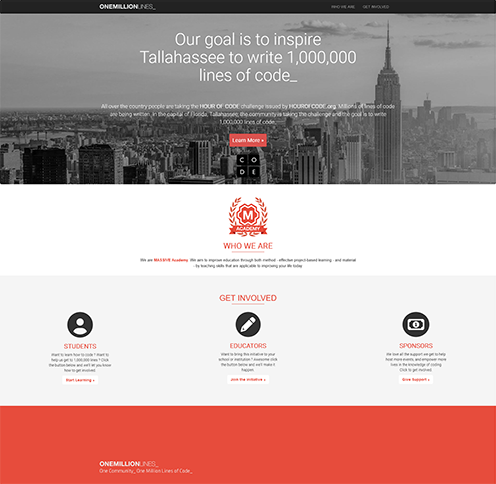 ONEMILLIONLINES_
WHO WE ARE GET INVOLVED
Our goal is to inspire
Tallahassee to write 1,000,000
lines of code_
All over the country people are taking the HOUR OF CODE challenge issued by HOUROFCODE.org. Millions of lines of code
are being written. In the capital of Florida, Tallahassee, the community is taking the challenge and the goal is to write
1,000,000 lines of code.
Learn More »
C O
D E
M
ACADEMY
WHO WE ARE
We are MASSIVE Academy. We aim to improve education through both method - effective project-based learning - and material
- by teaching skills that are applicable to improving your life today.
GET INVOLVED
STUDENTS
Want to learn how to code? Want to
help us get to 1,000,000 lines? Click
the button below and we'll let you know
how to get involved.
Start Learning »
EDUCATORS
Want to bring this initiative to your
school or institution? Awesome! click
the button below and we'll make it
happen.
Join the Initiative »
SPONSORS
We love all the support we get to help
host more events, and empower more
lives in the knowledge of coding.
Click to get involved.
Give Support »
ONEMILLIONLINES_
One Community_ One Million Lines of Code_